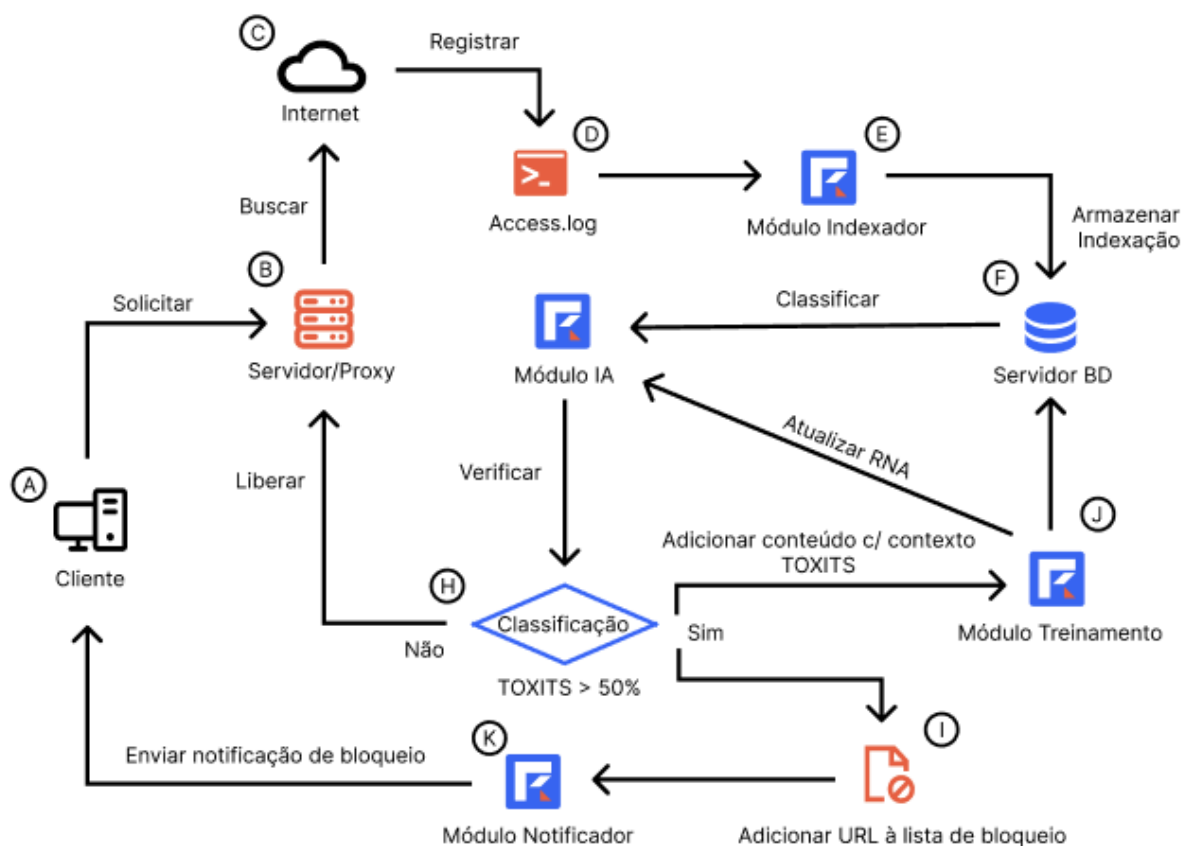 C
Registrar
Internet
D
E
>_
Buscar
Access.log
Módulo Indexador
Armazenar
Indexação
B
F
Solicitar
Classificar
Servidor/Proxy
Módulo IA
Servidor BD
Atualizar RNA
A
Liberar
Verificar
J
Adicionar conteúdo c/ contexto
TOXITS
Cliente
H
Classificação
Sim
Módulo Treinamento
Não
TOXITS > 50%
I
K
Enviar notificação de bloqueio
Módulo Notificador
Adicionar URL à lista de bloqueio